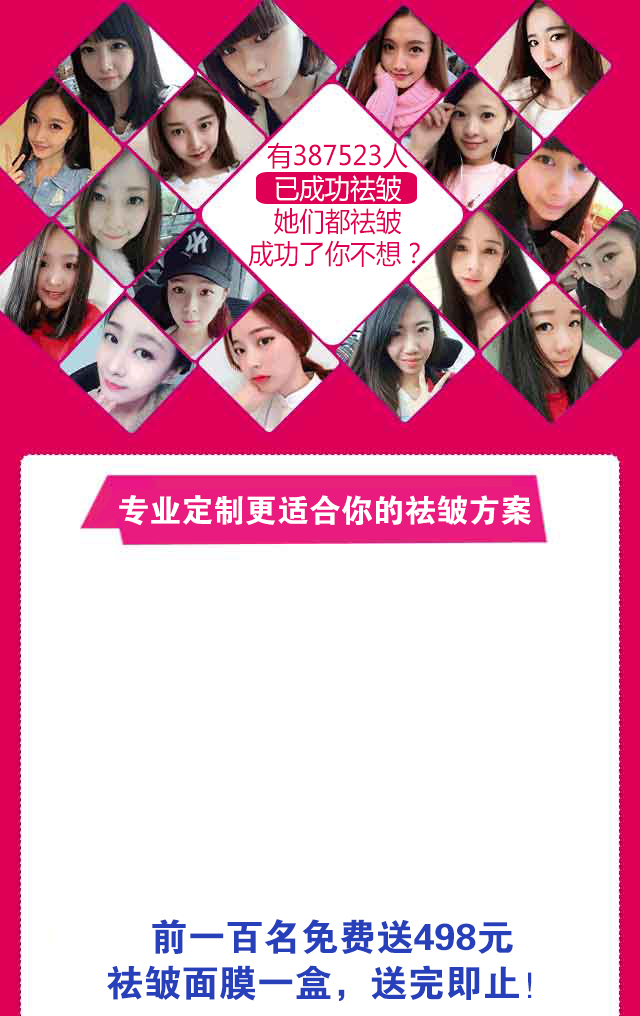 有387523人
已成功祛皱
她们都祛皱
成功了你不想？
专业定制更适合你的祛皱方案
前一百名免费送498元
祛皱面膜一盒，送完即止！